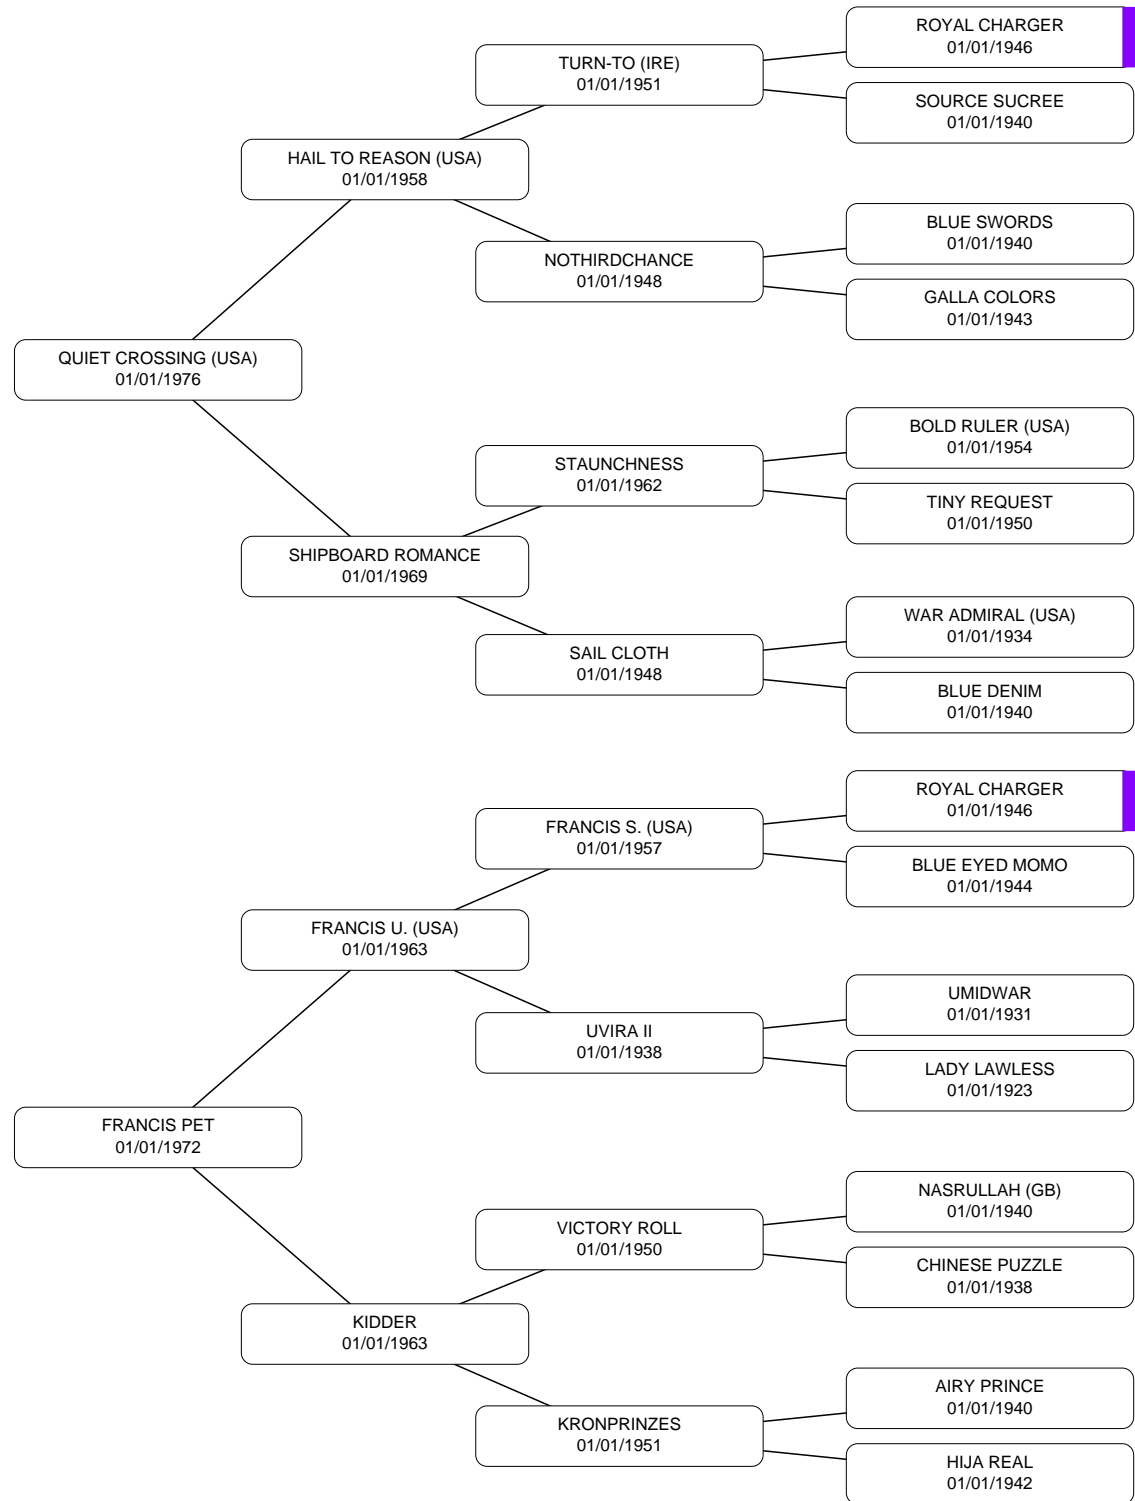 ROYAL CHARGER
01/01/1946
TURN-TO (IRE)
01/01/1951
SOURCE SUCREE
01/01/1940
HAIL TO REASON (USA)
01/01/1958
BLUE SWORDS
01/01/1940
NOTHIRDCHANCE
01/01/1948
GALLA COLORS
01/01/1943
QUIET CROSSING (USA)
01/01/1976
BOLD RULER (USA)
01/01/1954
STAUNCHNESS
01/01/1962
TINY REQUEST
01/01/1950
SHIPBOARD ROMANCE
01/01/1969
WAR ADMIRAL (USA)
01/01/1934
SAIL CLOTH
01/01/1948
BLUE DENIM
01/01/1940
ROYAL CHARGER
01/01/1946
FRANCIS S. (USA)
01/01/1957
BLUE EYED MOMO
01/01/1944
FRANCIS U. (USA)
01/01/1963
UMIDWAR
01/01/1931
UVIRA II
01/01/1938
LADY LAWLESS
01/01/1923
FRANCIS PET
01/01/1972
NASRULLAH (GB)
01/01/1940
VICTORY ROLL
01/01/1950
CHINESE PUZZLE
01/01/1938
KIDDER
01/01/1963
AIRY PRINCE
01/01/1940
KRONPRINZES
01/01/1951
HIJA REAL
01/01/1942